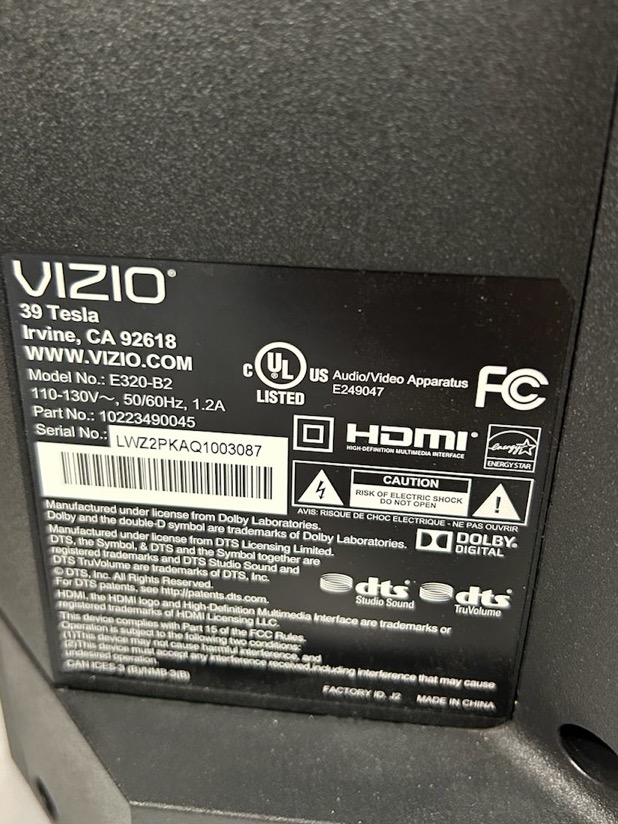 VIZIO®
39 Tesla
Irvine, CA 92618
WWW.VIZIO.COM
Model No.: E320-B2
110-130V~, 50/60Hz, 1.2A
Part No.: 10223490045
Serial No.: LWZ2PKAQ1003087
C UL US
LISTED
Audio/Video Apparatus
E249047
FC
HDMI®
HIGH-DEFINITION MULTIMEDIA INTERFACE
energy
ENERGY STAR
CAUTION
RISK OF ELECTRIC SHOCK
DO NOT OPEN
AVIS: RISQUE DE CHOC ELECTRIQUE - NE PAS OUVRIR
Manufactured under license from Dolby Laboratories.
Dolby and the double-D symbol are trademarks of Dolby Laboratories.
DOLBY
DIGITAL
Manufactured under license from DTS Licensing Limited.
DTS, the Symbol, & DTS and the Symbol together are
registered trademarks and DTS Studio Sound and
DTS TruVolume are trademarks of DTS, Inc.
© DTS, Inc. All Rights Reserved.
For DTS patents, see http://patents.dts.com.
dts
Studio Sound
dts
TruVolume
HDMI, the HDMI logo and High-Definition Multimedia Interface are trademarks or
registered trademarks of HDMI Licensing LLC.
This device complies with Part 15 of the FCC Rules.
Operation is subject to the following two conditions:
(1)This device may not cause harmful interference, and
(2)This device must accept any interference received,including interference that may cause
undesired operation.
CAN ICES-3 (B)/NMB-3(B)
FACTORY ID. J2
MADE IN CHINA